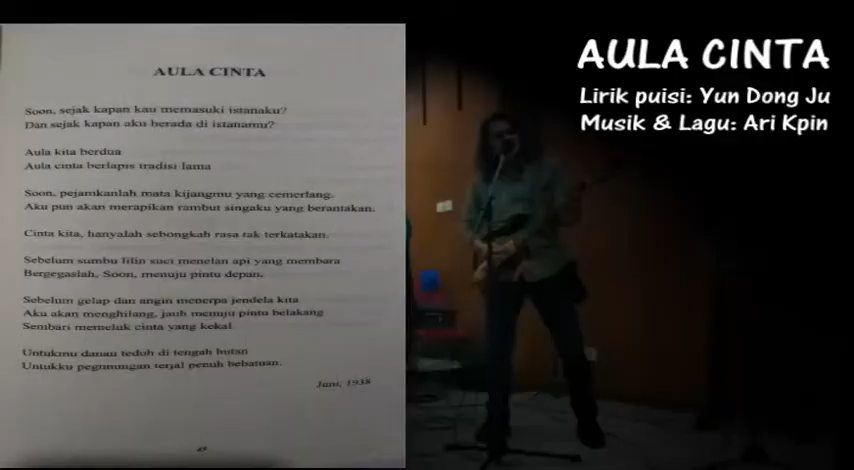 AULA CINTA
Soon, sejak kapan kau memasuki istanaku?
Dan sejak kapan aku berada di istanamu?
Aula kita berdua
Aula cinta berlapis tradisi lama
Soon, pejamkanlah mata kijangmu yang cemerlang.
Aku pun akan merapikan rambut singaku yang berantakan.
Cinta kita, hanyalah sebongkah rasa tak terkatakan.
Sebelum sumbu lilin suci menelan api yang membara
Bergegaslah, Soon, menuju pintu depan.
Sebelum gelap dan angin menerpa jendela kita
Aku akan menghilang, jauh menuju pintu belakang
Sembari memeluk cinta yang kekal
Untukmu danau teduh di tengah hutan
Untukku pegunungan terjal penuh bebatuan.
Juni, 1938
AULA CINTA
Lirik puisi: Yun Dong Ju
Musik & Lagu: Ari Kpin